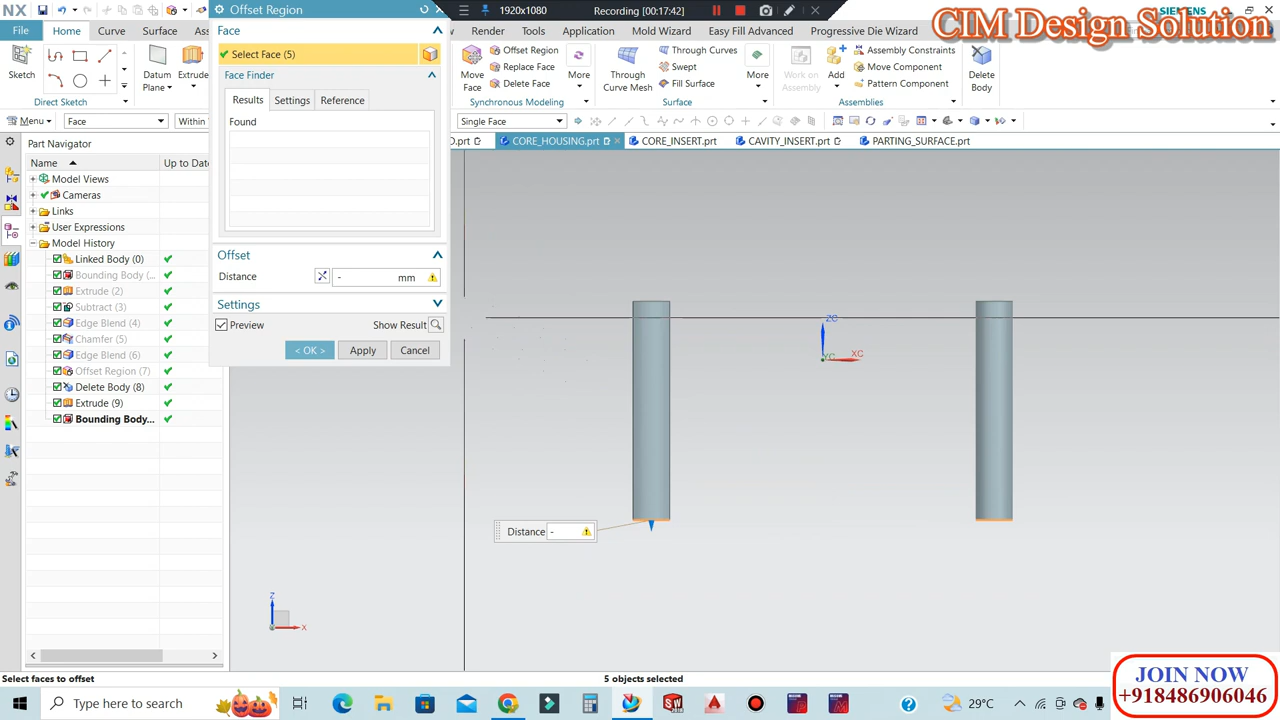 NX
Offset Region
1920x1080
Recording [00:17:42]
SIEMENS
CIM Design Solution
File
Home
Curve
Surface
Render
Tools
Application
Mold Wizard
Easy Fill Advanced
Progressive Die Wizard
Sketch
Datum Plane
Extrude
Direct Sketch
Move Face
Offset Region
Replace Face
Delete Face
More
Synchronous Modeling
Through Curve Mesh
Through Curves
Swept
Fill Surface
More
Surface
Work on Assembly
Add
Assembly Constraints
Move Component
Pattern Component
Assemblies
Delete Body
Menu
Face
Within
Single Face
D.prt
CORE_HOUSING.prt
CORE_INSERT.prt
CAVITY_INSERT.prt
PARTING_SURFACE.prt
Part Navigator
Name
Up to Date
Model Views
Cameras
Links
User Expressions
Model History
Linked Body (0)
Bounding Body (...
Extrude (2)
Subtract (3)
Edge Blend (4)
Chamfer (5)
Edge Blend (6)
Offset Region (7)
Delete Body (8)
Extrude (9)
Bounding Body...
Face
Select Face (5)
Face Finder
Results
Settings
Reference
Found
Offset
Distance
-
mm
Settings
Preview
Show Result
< OK >
Apply
Cancel
ZC
YC
XC
Distance
-
Z
X
Select faces to offset
5 objects selected
JOIN NOW
+918486906046
Type here to search
29°C